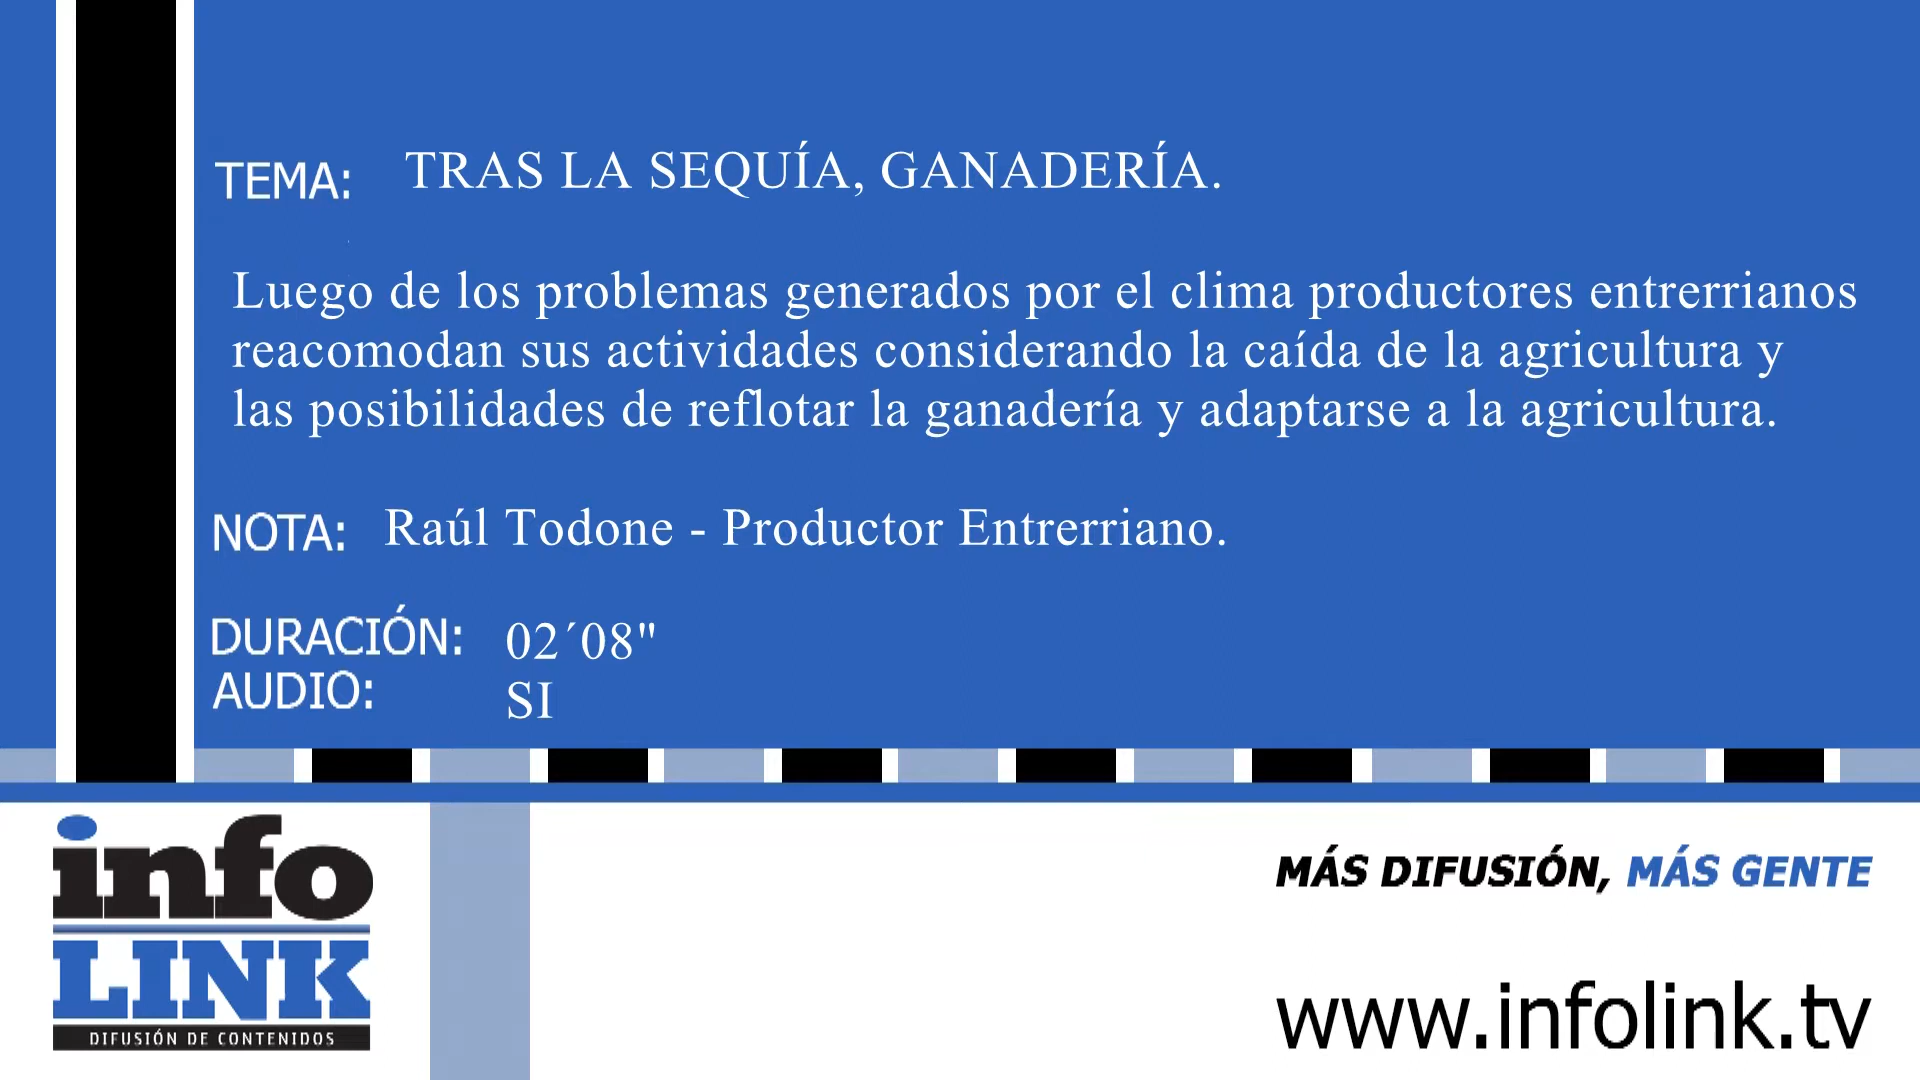 TEMA: TRAS LA SEQUÍA, GANADERÍA.
Luego de los problemas generados por el clima productores entrerrianos
reacomodan sus actividades considerando la caída de la agricultura y
las posibilidades de reflotar la ganadería y adaptarse a la agricultura.
NOTA: Raúl Todone - Productor Entrerriano.
DURACIÓN: 02´08"
AUDIO: SI
info
LINK
DIFUSIÓN DE CONTENIDOS
MÁS DIFUSIÓN, MÁS GENTE
www.infolink.tv